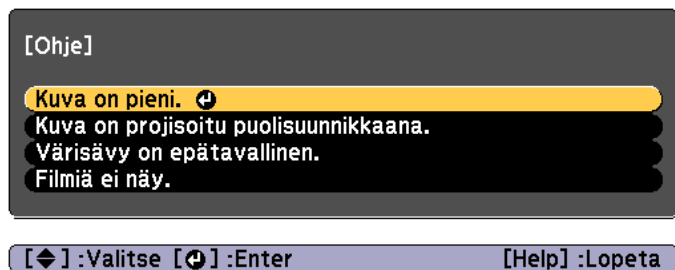 [Ohje]
Kuva on pieni.
Kuva on projisoitu puolisuunnikkaana.
Värisävy on epätavallinen.
Filmiä ei näy.
[◆] :Valitse [⏎] :Enter [Help] :Lopeta